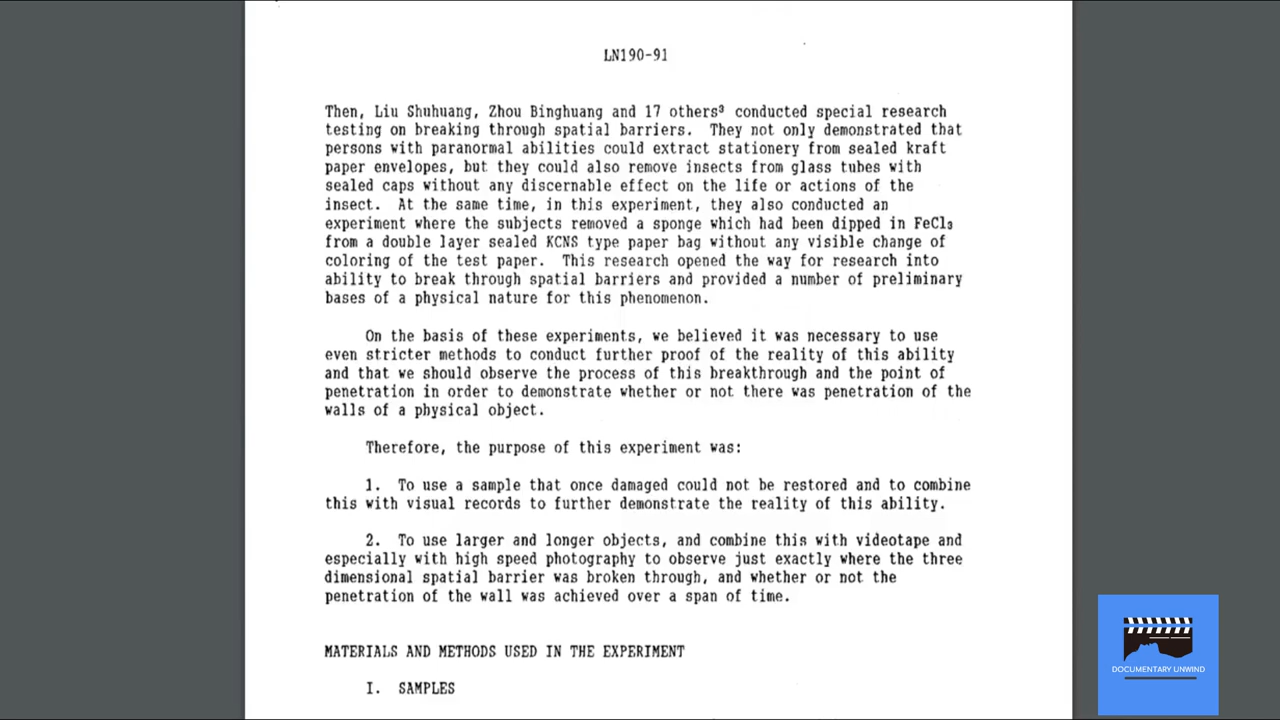 LN190-91
Then, Liu Shuhuang, Zhou Binghuang and 17 others³ conducted special research
testing on breaking through spatial barriers. They not only demonstrated that
persons with paranormal abilities could extract stationery from sealed kraft
paper envelopes, but they could also remove insects from glass tubes with
sealed caps without any discernable effect on the life or actions of the
insect. At the same time, in this experiment, they also conducted an
experiment where the subjects removed a sponge which had been dipped in FeCl₃
from a double layer sealed KCNS type paper bag without any visible change of
coloring of the test paper. This research opened the way for research into
ability to break through spatial barriers and provided a number of preliminary
bases of a physical nature for this phenomenon.
On the basis of these experiments, we believed it was necessary to use
even stricter methods to conduct further proof of the reality of this ability
and that we should observe the process of this breakthrough and the point of
penetration in order to demonstrate whether or not there was penetration of the
walls of a physical object.
Therefore, the purpose of this experiment was:
1. To use a sample that once damaged could not be restored and to combine
this with visual records to further demonstrate the reality of this ability.
2. To use larger and longer objects, and combine this with videotape and
especially with high speed photography to observe just exactly where the three
dimensional spatial barrier was broken through, and whether or not the
penetration of the wall was achieved over a span of time.
MATERIALS AND METHODS USED IN THE EXPERIMENT
I. SAMPLES
DOCUMENTARY UNWIND